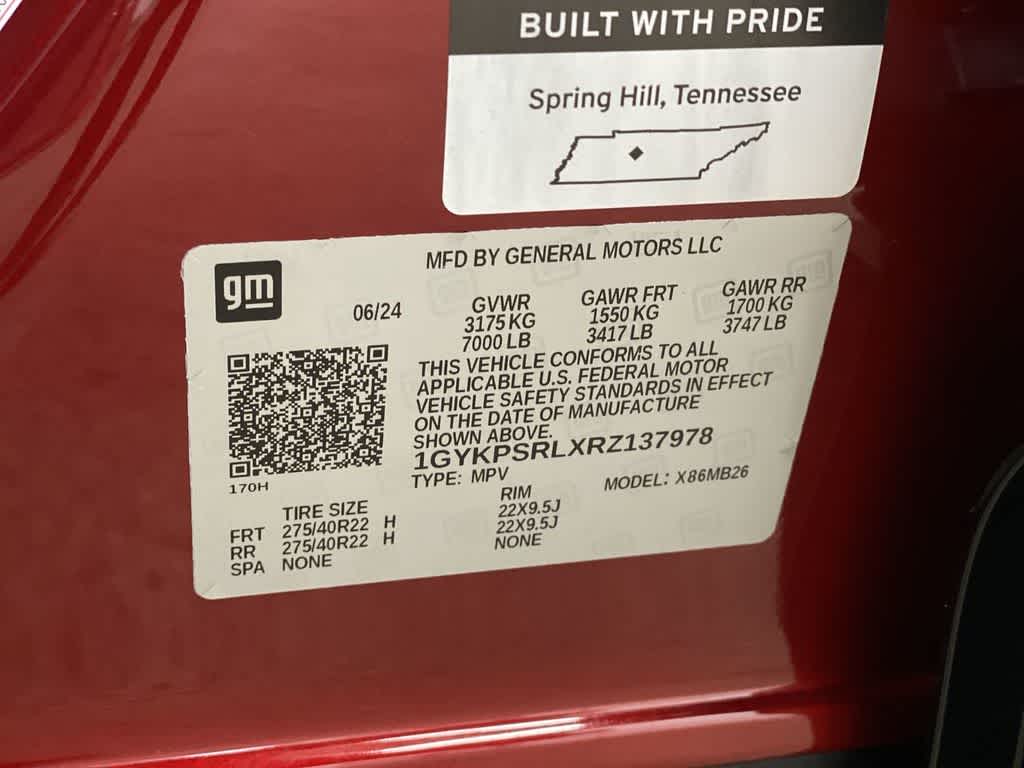 BUILT WITH PRIDE
Spring Hill, Tennessee
MFD BY GENERAL MOTORS LLC
gm
06/24
GVWR GAWR FRT GAWR RR
3175 KG 1550 KG 1700 KG
7000 LB 3417 LB 3747 LB
THIS VEHICLE CONFORMS TO ALL
APPLICABLE U.S. FEDERAL MOTOR
VEHICLE SAFETY STANDARDS IN EFFECT
ON THE DATE OF MANUFACTURE
SHOWN ABOVE.
1GYKPSRLXRZ137978
170H
TYPE: MPV MODEL: X86MB26
TIRE SIZE RIM
FRT 275/40R22 H 22X9.5J
RR 275/40R22 H 22X9.5J
SPA NONE NONE